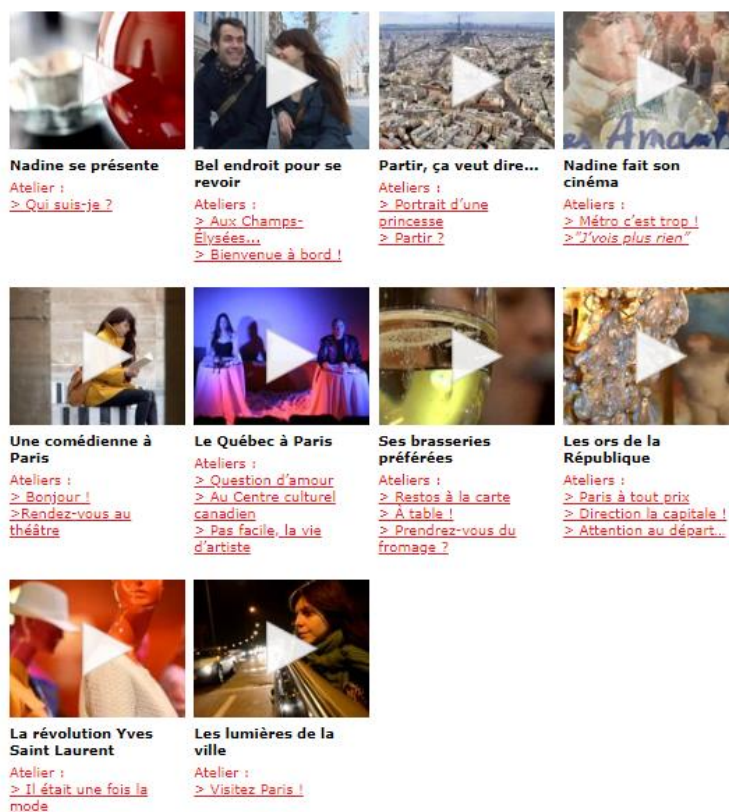 es Amant
Nadine se présente
Atelier :
> Qui suis-je ?
Bel endroit pour se
revoir
Ateliers :
> Aux Champs-
Élysées...
> Bienvenue à bord !
Partir, ça veut dire...
Ateliers :
> Portrait d’une
princesse
> Partir ?
Nadine fait son
cinéma
Ateliers :
> Métro c’est trop !
>"J’vois plus rien"
Une comédienne à
Paris
Ateliers :
> Bonjour !
>Rendez-vous au
théâtre
Le Québec à Paris
Ateliers :
> Question d’amour
> Au Centre culturel
canadien
> Pas facile, la vie
d’artiste
Ses brasseries
préférées
Ateliers :
> Restos à la carte
> À table !
> Prendrez-vous du
fromage ?
Les ors de la
République
Ateliers :
> Paris à tout prix
> Direction la capitale !
> Attention au départ...
La révolution Yves
Saint Laurent
Atelier :
> Il était une fois la
mode
Les lumières de la
ville
Atelier :
> Visitez Paris !